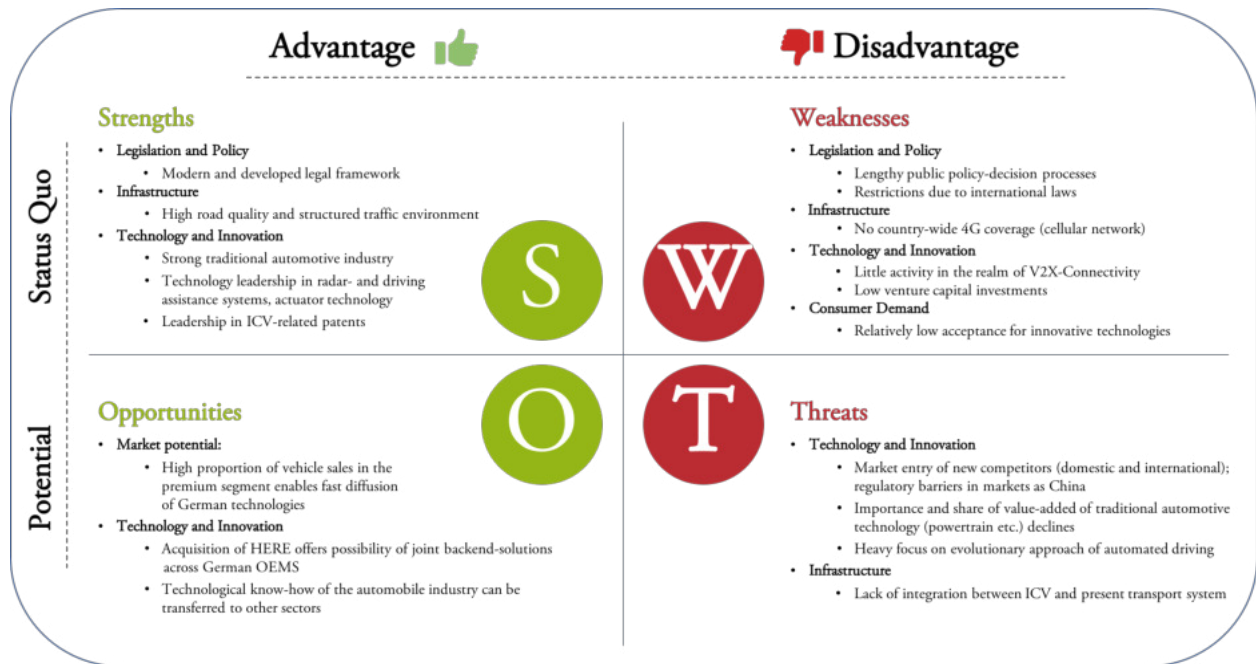 Advantage
Disadvantage
Status Quo
Potential
Strengths
• Legislation and Policy
• Modern and developed legal framework
• Infrastructure
• High road quality and structured traffic environment
• Technology and Innovation
• Strong traditional automotive industry
• Technology leadership in radar- and driving
assistance systems, actuator technology
• Leadership in ICV-related patents
S
W
Weaknesses
• Legislation and Policy
• Lengthy public policy-decision processes
• Restrictions due to international laws
• Infrastructure
• No country-wide 4G coverage (cellular network)
• Technology and Innovation
• Little activity in the realm of V2X-Connectivity
• Low venture capital investments
• Consumer Demand
• Relatively low acceptance for innovative technologies
Opportunities
• Market potential:
• High proportion of vehicle sales in the
premium segment enables fast diffusion
of German technologies
• Technology and Innovation
• Acquisition of HERE offers possibility of joint backend-solutions
across German OEMS
• Technological know-how of the automobile industry can be
transferred to other sectors
O
T
Threats
• Technology and Innovation
• Market entry of new competitors (domestic and international);
regulatory barriers in markets as China
• Importance and share of value-added of traditional automotive
technology (powertrain etc.) declines
• Heavy focus on evolutionary approach of automated driving
• Infrastructure
• Lack of integration between ICV and present transport system